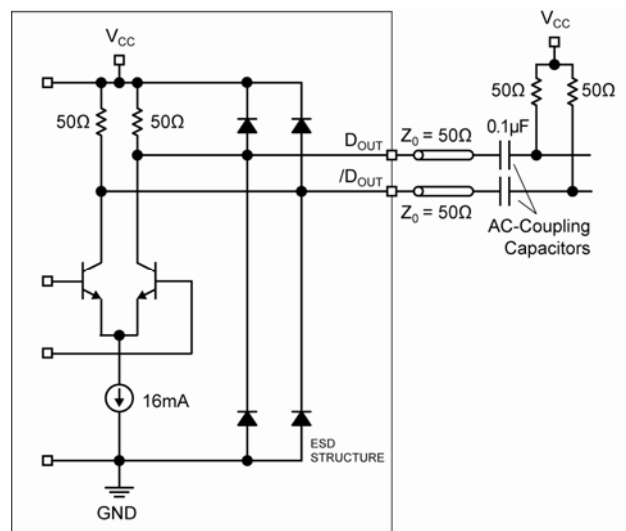 VCC
VCC
50Ω
50Ω
50Ω
50Ω
DOUT
Z0 = 50Ω
0.1µF
/DOUT
Z0 = 50Ω
AC-Coupling
Capacitors
16mA
ESD
STRUCTURE
GND